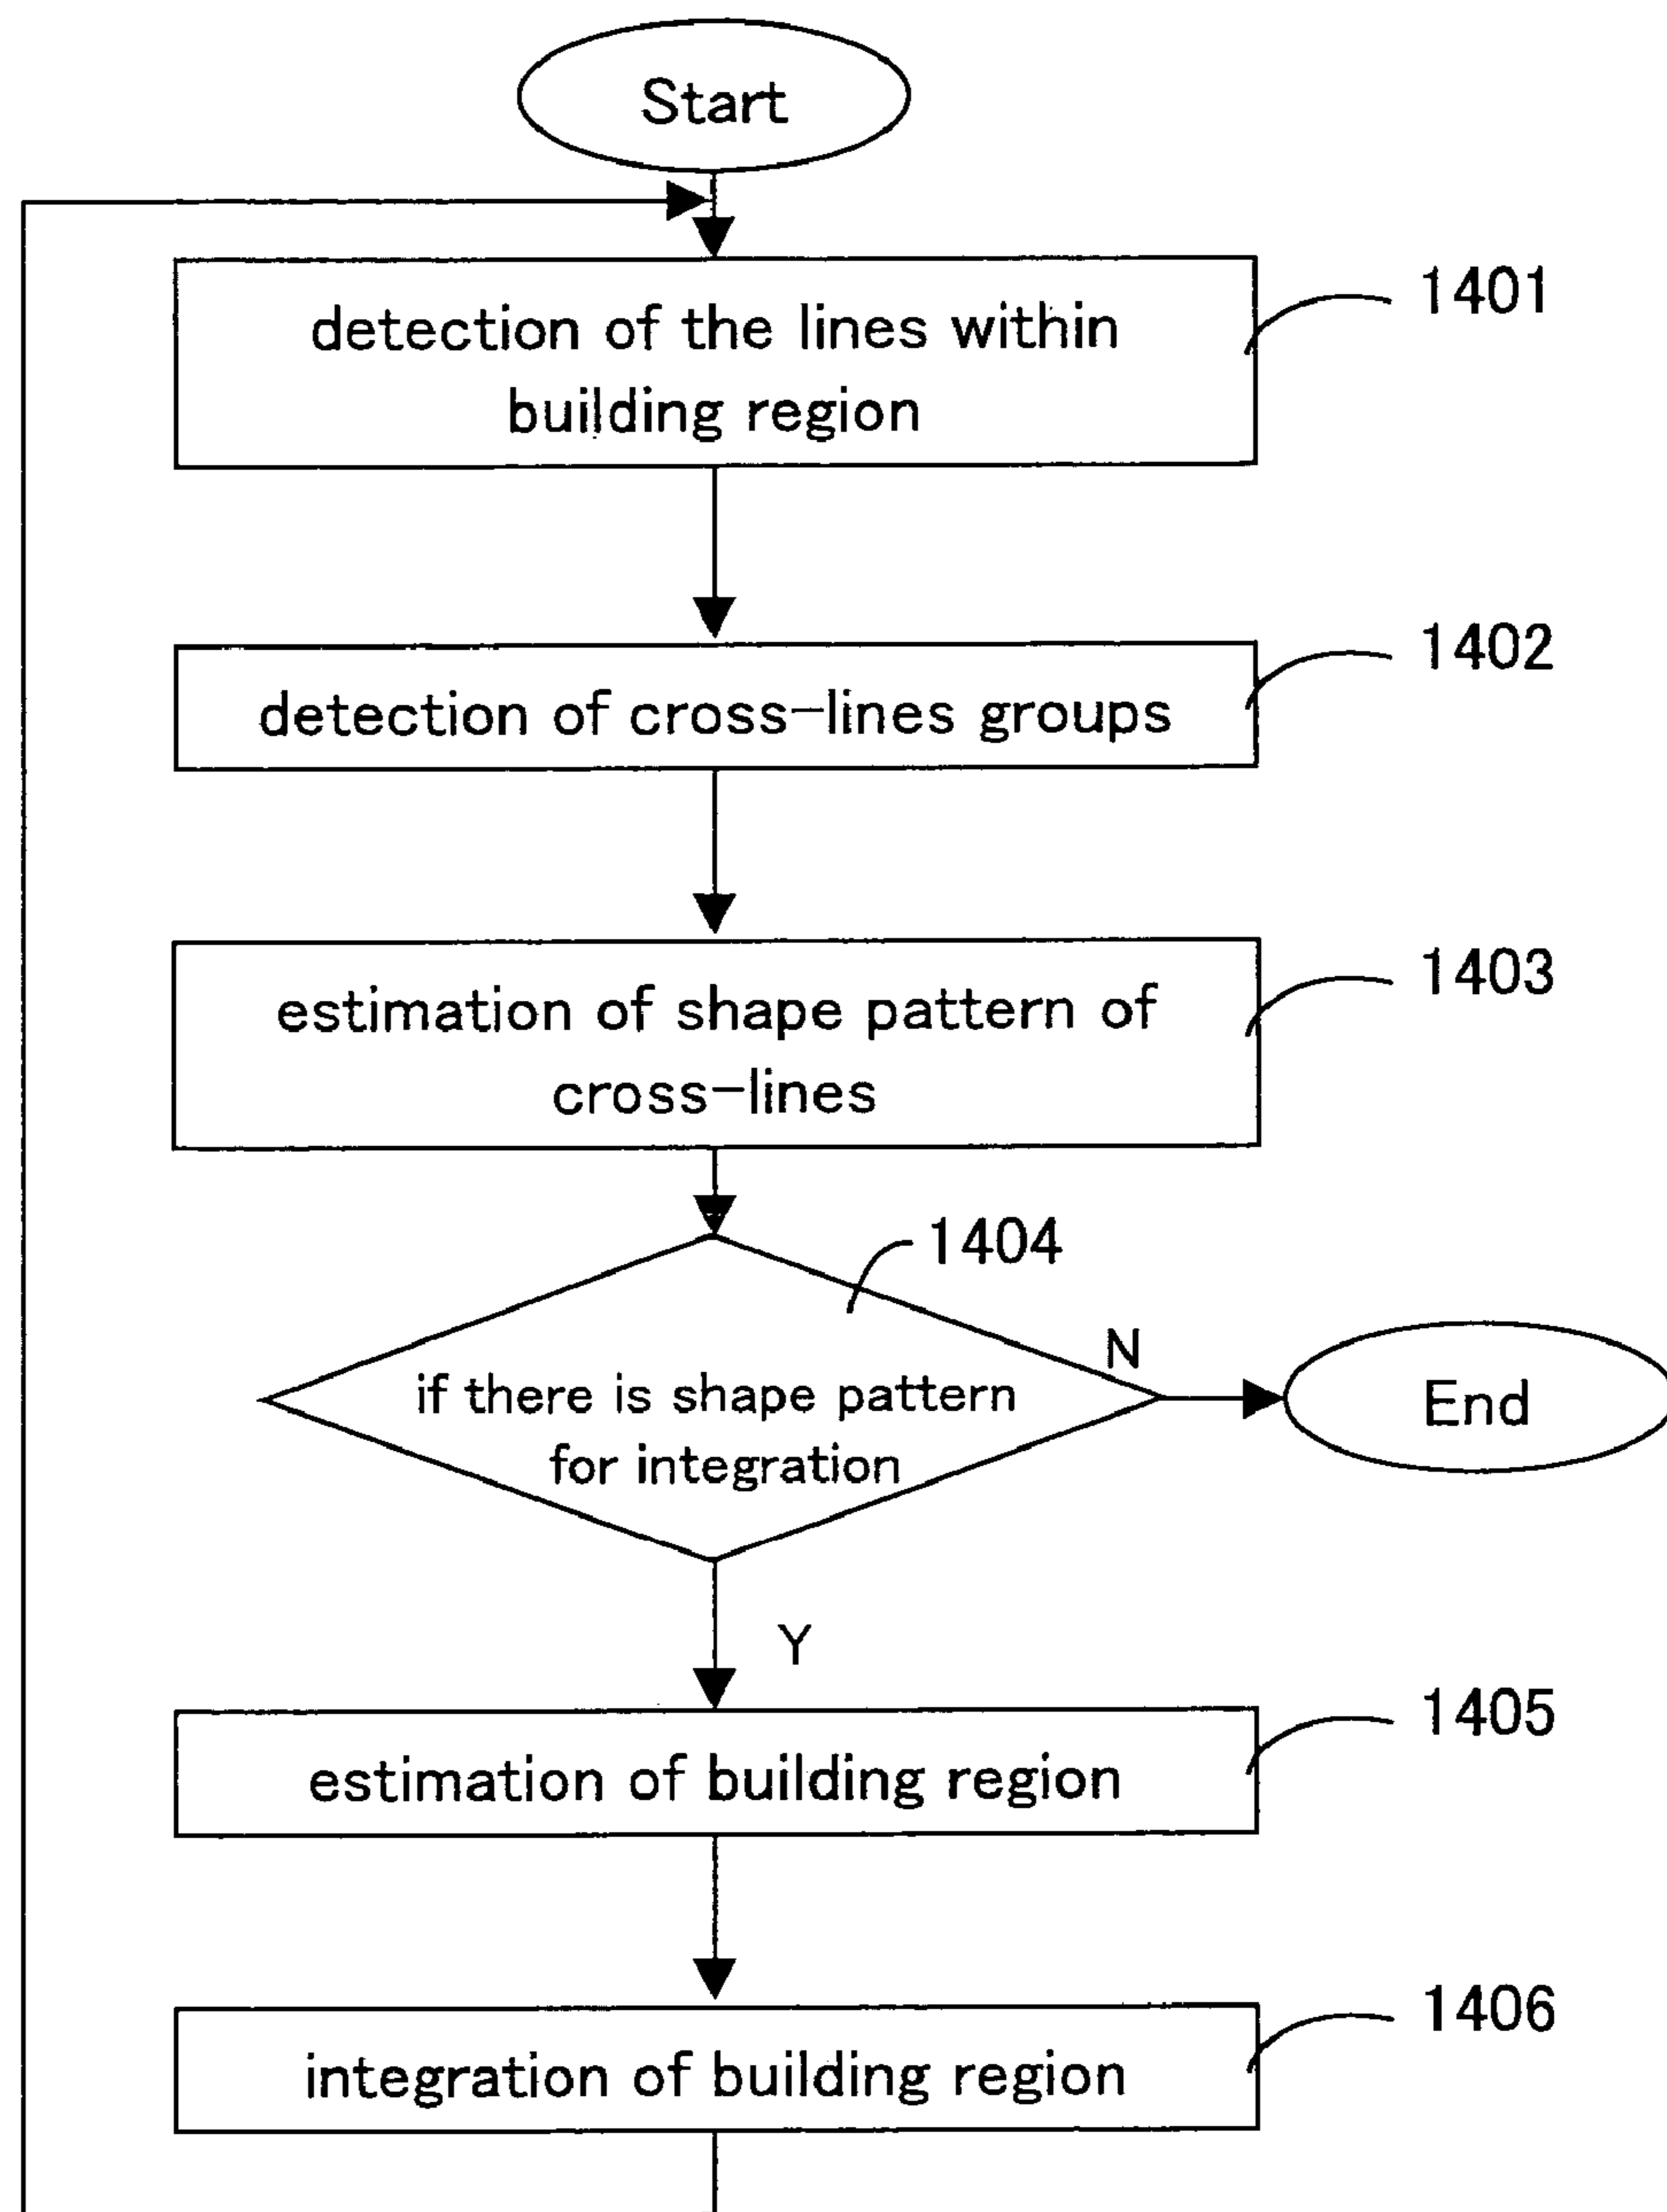 Start
detection of the lines within
building region
1401
detection of cross-lines groups
1402
estimation of shape pattern of
cross-lines
1403
1404
if there is shape pattern
for integration
N
End
Y
estimation of building region
1405
integration of building region
1406